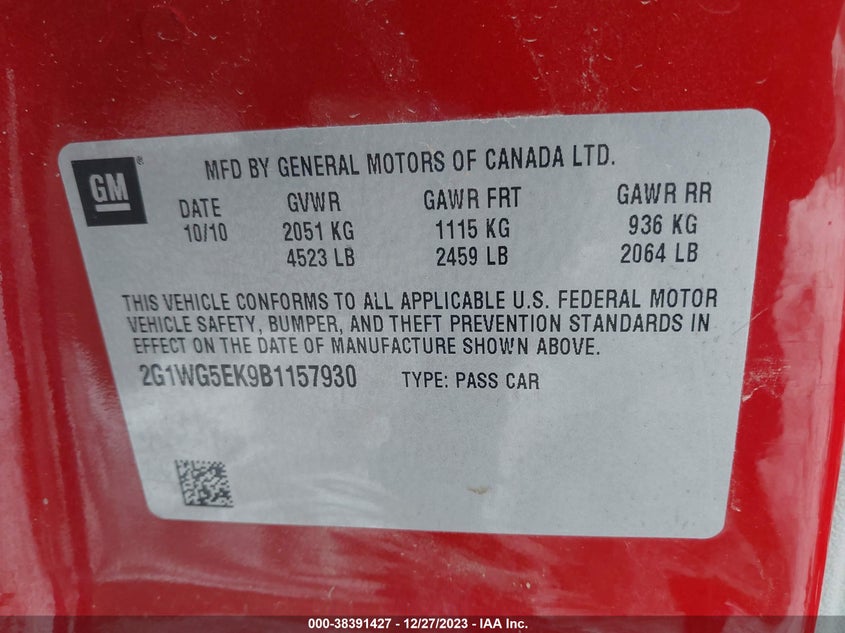 GM®
MFD BY GENERAL MOTORS OF CANADA LTD.
DATE GVWR GAWR FRT GAWR RR
10/10 2051 KG 1115 KG 936 KG
4523 LB 2459 LB 2064 LB
THIS VEHICLE CONFORMS TO ALL APPLICABLE U.S. FEDERAL MOTOR
VEHICLE SAFETY, BUMPER, AND THEFT PREVENTION STANDARDS IN
EFFECT ON THE DATE OF MANUFACTURE SHOWN ABOVE.
2G1WG5EK9B1157930 TYPE: PASS CAR
000-38391427 - 12/27/2023 - IAA Inc.